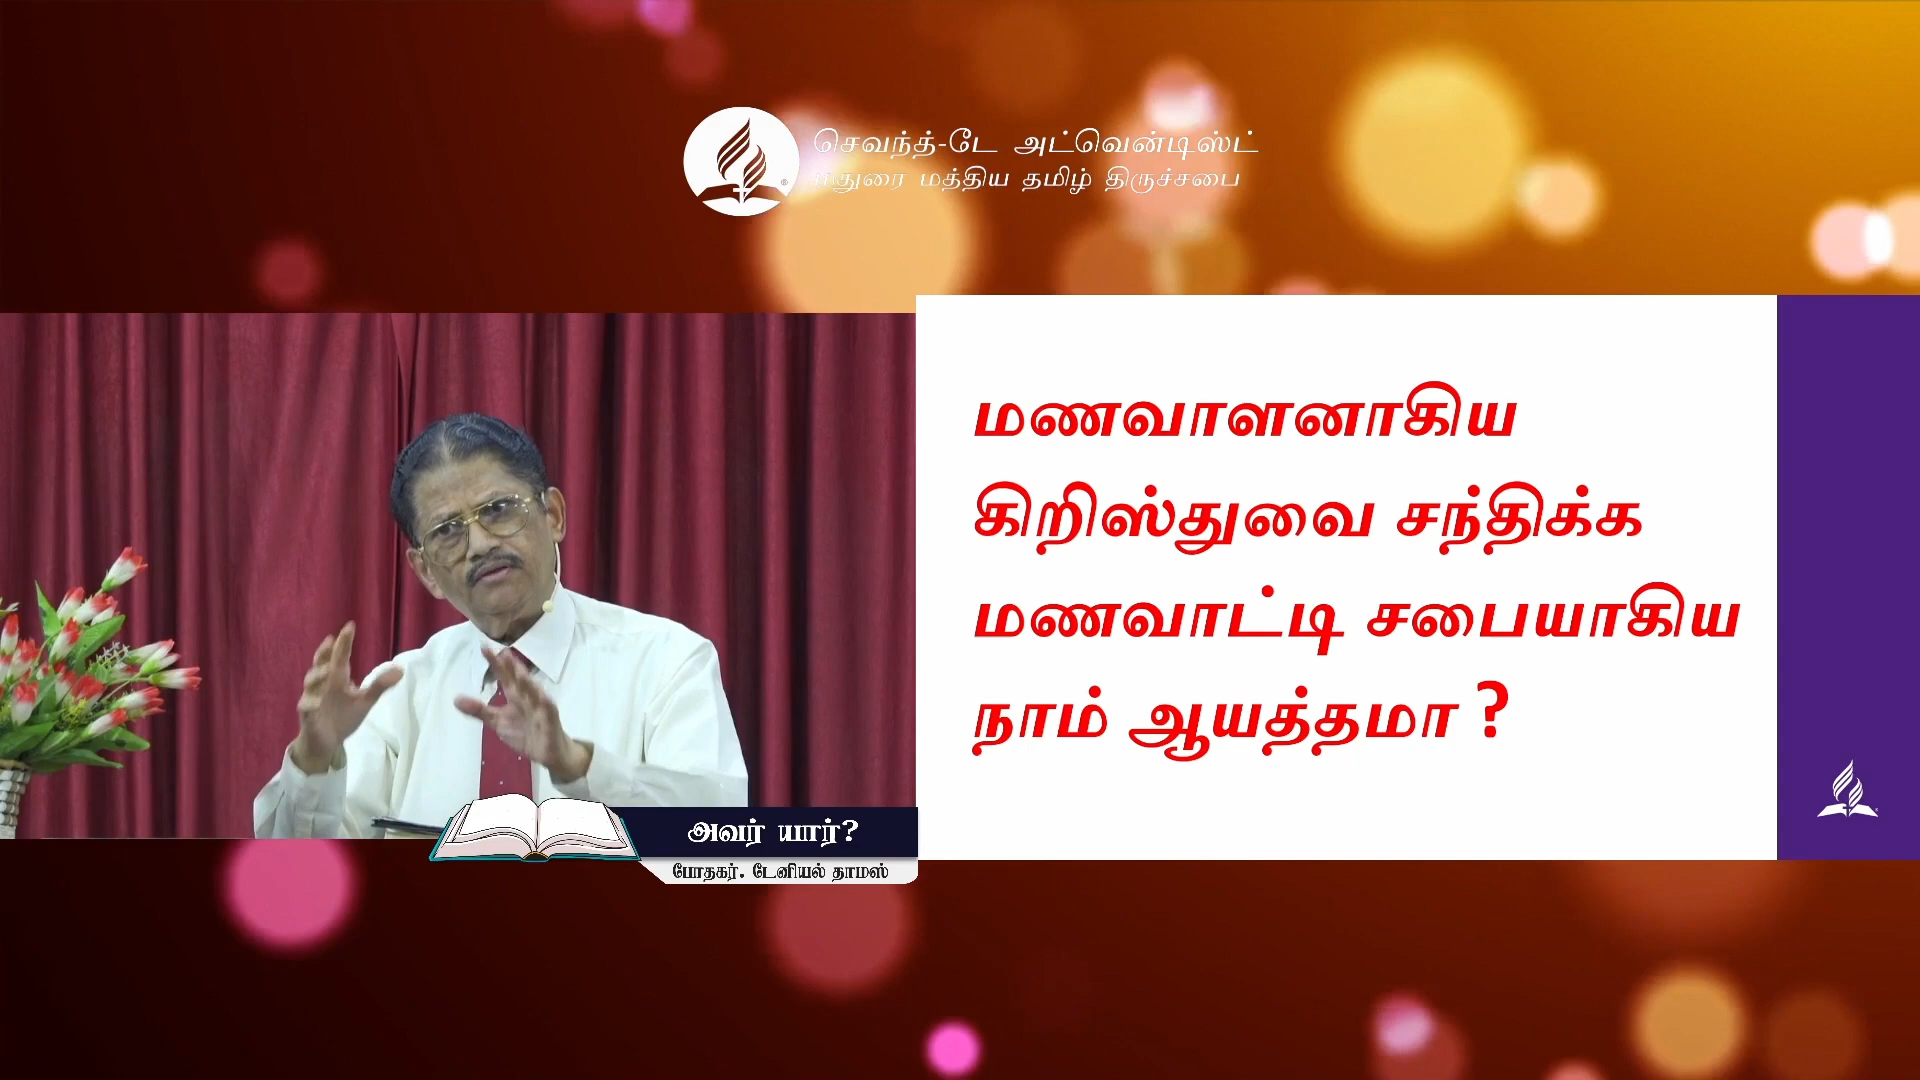 செவந்த்-டே அட்வென்டிஸ்ட்
மதுரை மத்திய தமிழ் திருச்சபை
மணவாளனாகிய
கிறிஸ்துவை சந்திக்க
மணவாட்டி சபையாகிய
நாம் ஆயத்தமா ?
அவர் யார்?
போதகர். டேனியல் தாமஸ்